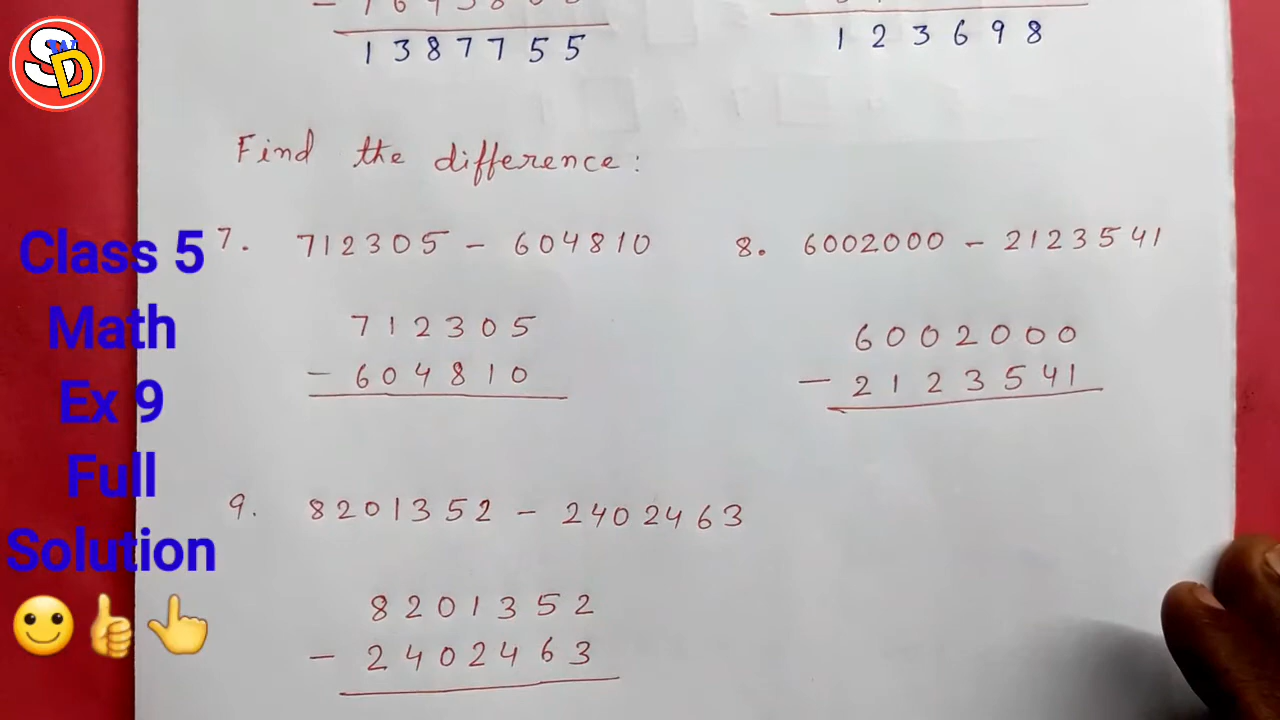 SWD
1387755
123698
Find the difference:
7. 712305 - 604810
8. 6002000 - 2123541
712305
- 604810
6002000
- 2123541
9. 8201352 - 2402463
8201352
- 2402463
Class 5
Math
Ex 9
Full
Solution